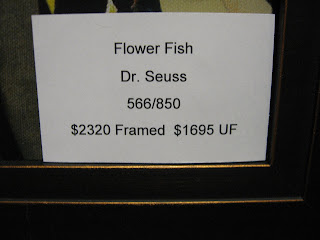 Flower Fish
Dr. Seuss
566/850
$2320 Framed $1695 UF